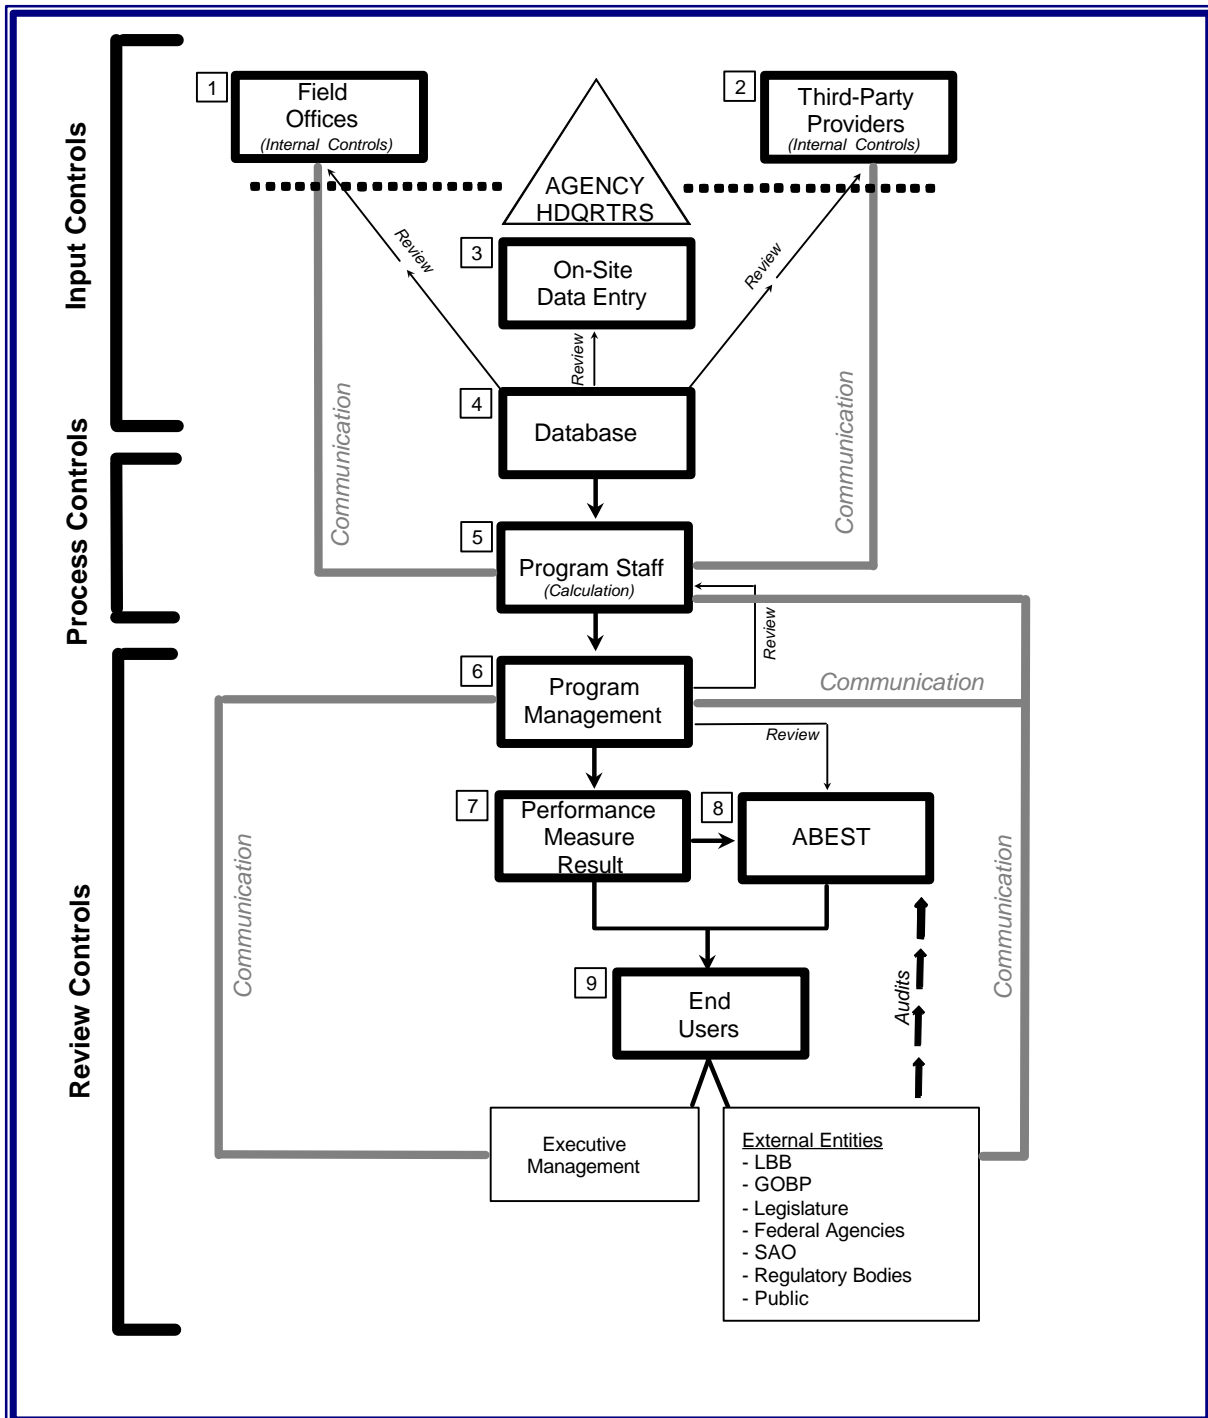 Input Controls
1
Field
Offices
(Internal Controls)
2
Third-Party
Providers
(Internal Controls)
AGENCY
HDQRTRS
3
On-Site
Data Entry
Review
Review
Review
4
Database
Communication
Communication
Process Controls
5
Program Staff
(Calculation)
Review
6
Program
Management
Communication
Review
Review Controls
7
Performance
Measure
Result
8
ABEST
Communication
Communication
Audits
9
End
Users
Executive
Management
External Entities
- LBB
- GOBP
- Legislature
- Federal Agencies
- SAO
- Regulatory Bodies
- Public